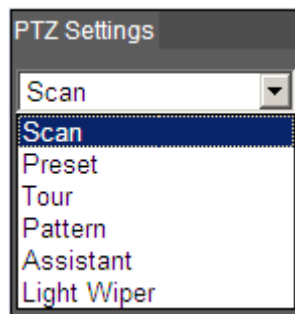 PTZ Settings
Scan
Scan
Preset
Tour
Pattern
Assistant
Light Wiper